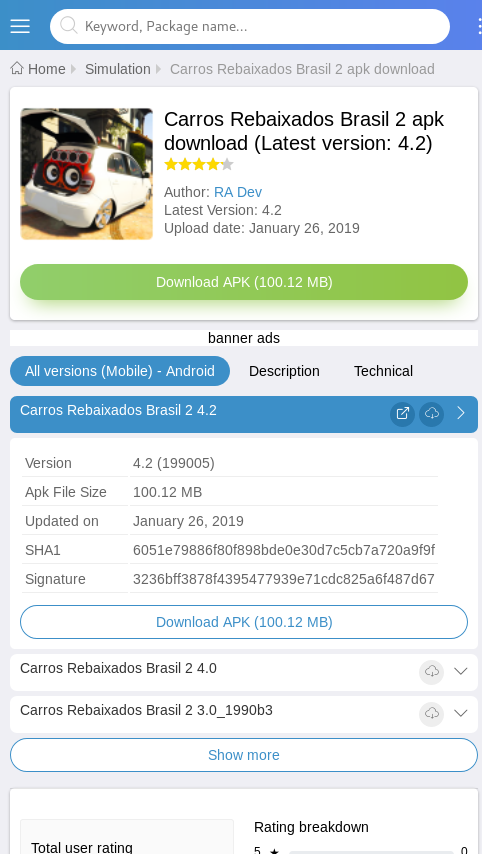 Keyword, Package name...
Home Simulation Carros Rebaixados Brasil 2 apk download
Carros Rebaixados Brasil 2 apk
download (Latest version: 4.2)
Author: RA Dev
Latest Version: 4.2
Upload date: January 26, 2019
Download APK (100.12 MB)
banner ads
All versions (Mobile) - Android Description Technical
Carros Rebaixados Brasil 2 4.2
Version 4.2 (199005)
Apk File Size 100.12 MB
Updated on January 26, 2019
SHA1 6051e79886f80f898bde0e30d7c5cb7a720a9f9f
Signature 3236bff3878f4395477939e71cdc825a6f487d67
Download APK (100.12 MB)
Carros Rebaixados Brasil 2 4.0
Carros Rebaixados Brasil 2 3.0_1990b3
Show more
Rating breakdown
Total user rating
5 ★ 0